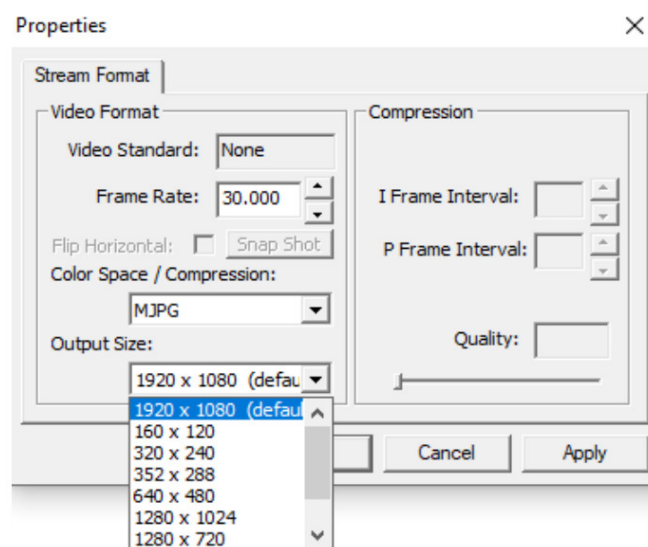 Properties
Stream Format
Video Format
Video Standard: None
Frame Rate: 30.000
Flip Horizontal: Snap Shot
Color Space / Compression:
MJPG
Output Size:
1920 x 1080 (defau
1920 x 1080 (defau
160 x 120
320 x 240
352 x 288
640 x 480
1280 x 1024
1280 x 720
Compression
I Frame Interval:
P Frame Interval:
Quality:
Cancel
Apply